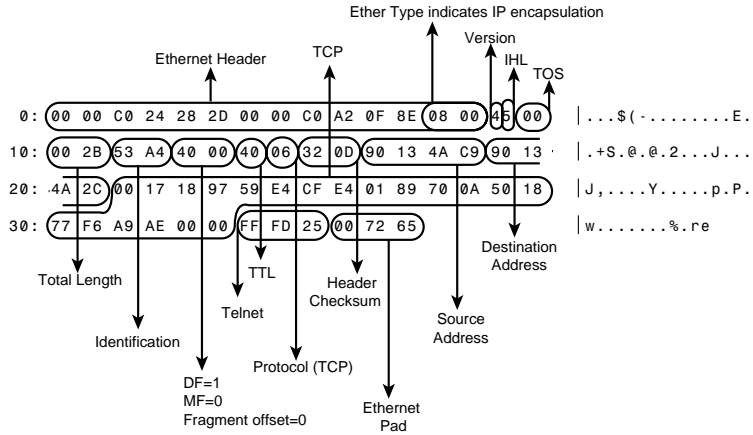 Ether Type indicates IP encapsulation
Version
TCP
Ethernet Header
IHL
TOS
0: 00 00 C0 24 28 2D 00 00 C0 A2 0F 8E 08 00 45 00 |...$(-........E.
10: 00 2B 53 A4 40 00 40 06 32 0D 90 13 4A C9 90 13 |.+S.@.@.2...J...
20: 4A 2C 00 17 18 97 59 E4 CF E4 01 89 70 0A 50 18 |J,....Y.....p.P.
30: 77 F6 A9 AE 00 00 FF FD 25 00 72 65 |w.......%.re
Total Length
TTL
Header
Checksum
Destination
Address
Telnet
Source
Address
Identification
Protocol (TCP)
DF=1
MF=0
Fragment offset=0
Ethernet
Pad